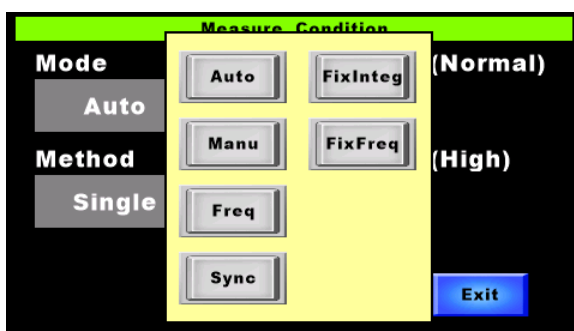 Measure Condition
Mode
(Normal)
Auto
Method
(High)
Single
Auto
FixInteg
Manu
FixFreq
Freq
Sync
Exit